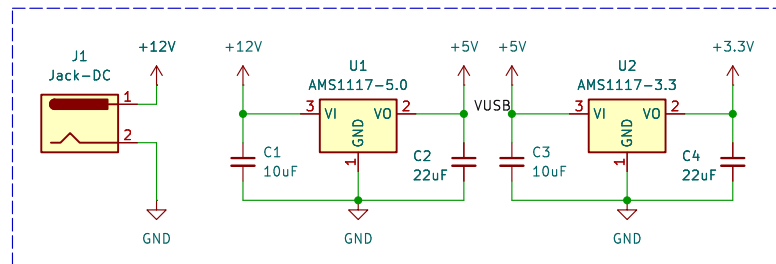 J1
Jack-DC
+12V
1
2
GND
+12V
U1
AMS1117-5.0
+5V
3
VI
VO
2
GND
1
C1
10uF
C2
22uF
GND
+5V
VUSB
U2
AMS1117-3.3
+3.3V
3
VI
VO
2
GND
1
C3
10uF
C4
22uF
GND